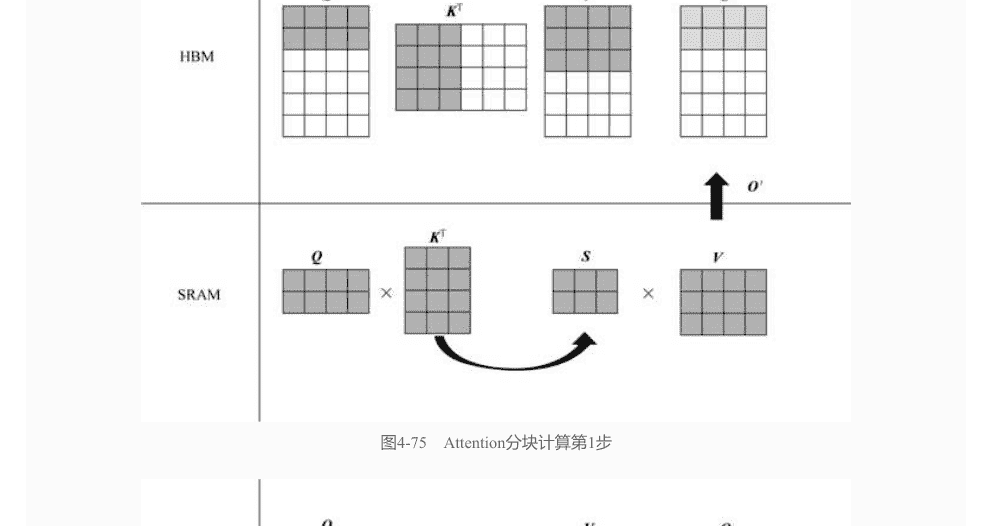 K^T
HBM
O'
K^T
Q
S
V
SRAM
×
×
图4-75 Attention分块计算第1步